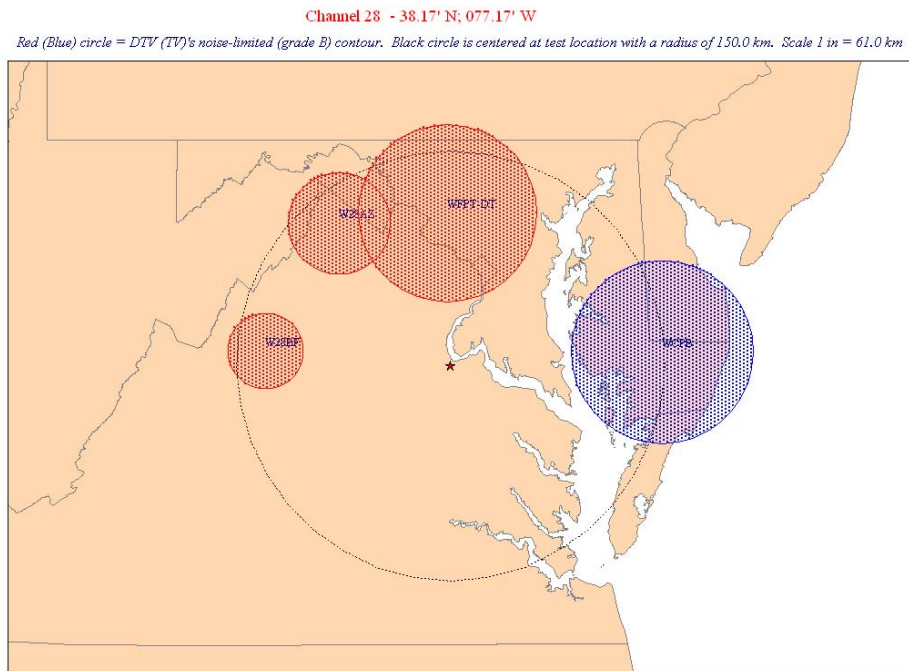 Channel 28 - 38.17' N; 077.17' W
Red (Blue) circle = DTV (TV)'s noise-limited (grade B) contour. Black circle is centered at test location with a radius of 150.0 km. Scale 1 in = 61.0 km
W28AZ WFPT-DT
W28BF
WCPB